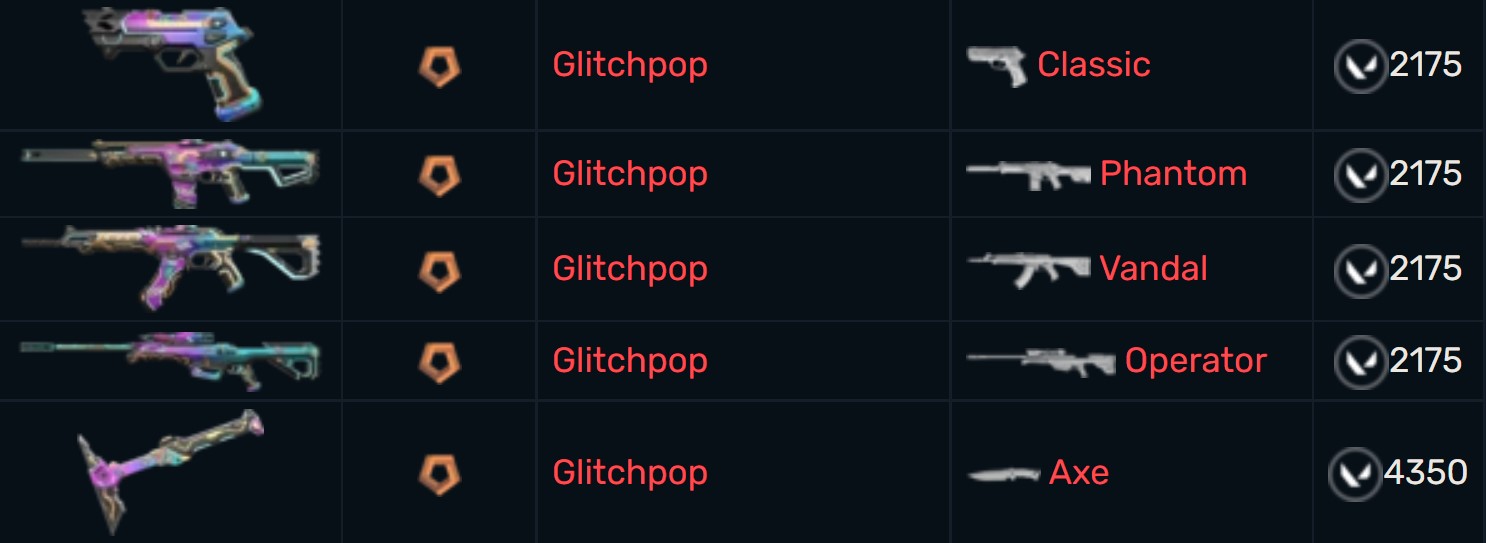 Glitchpop Classic 2175
Glitchpop Phantom 2175
Glitchpop Vandal 2175
Glitchpop Operator 2175
Glitchpop Axe 4350